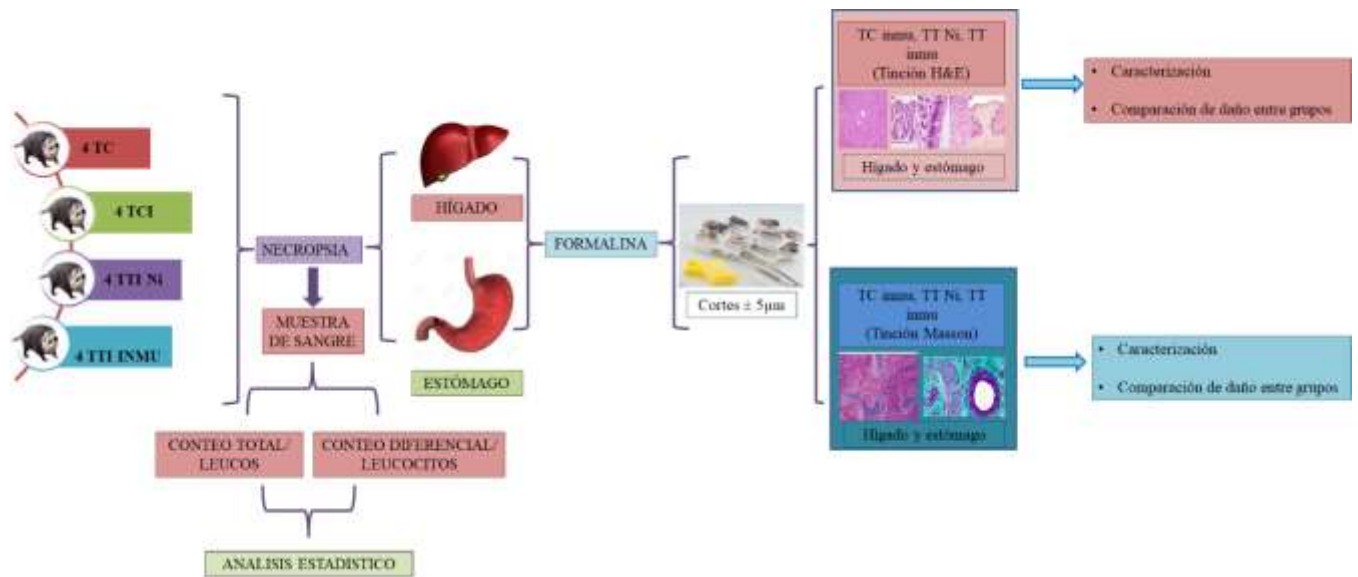 4 TC
4 TCI
4 TTI Ni
4 TTI INMU
NECROPSIA
MUESTRA
DE SANGRE
CONTEO TOTAL/
LEUCOS
CONTEO DIFERENCIAL/
LEUCOCITOS
ANALISIS ESTADISTICO
HÍGADO
ESTÓMAGO
FORMALINA
Cortes ± 5μm
TC inmu, TT Ni, TT
inmu
(Tinción H&E)
Hígado y estómago
• Caracterización
• Comparación de daño entre grupos
TC inmu, TT Ni, TT
inmu
(Tinción Masson)
Hígado y estómago
• Caracterización
• Comparación de daño entre grupos